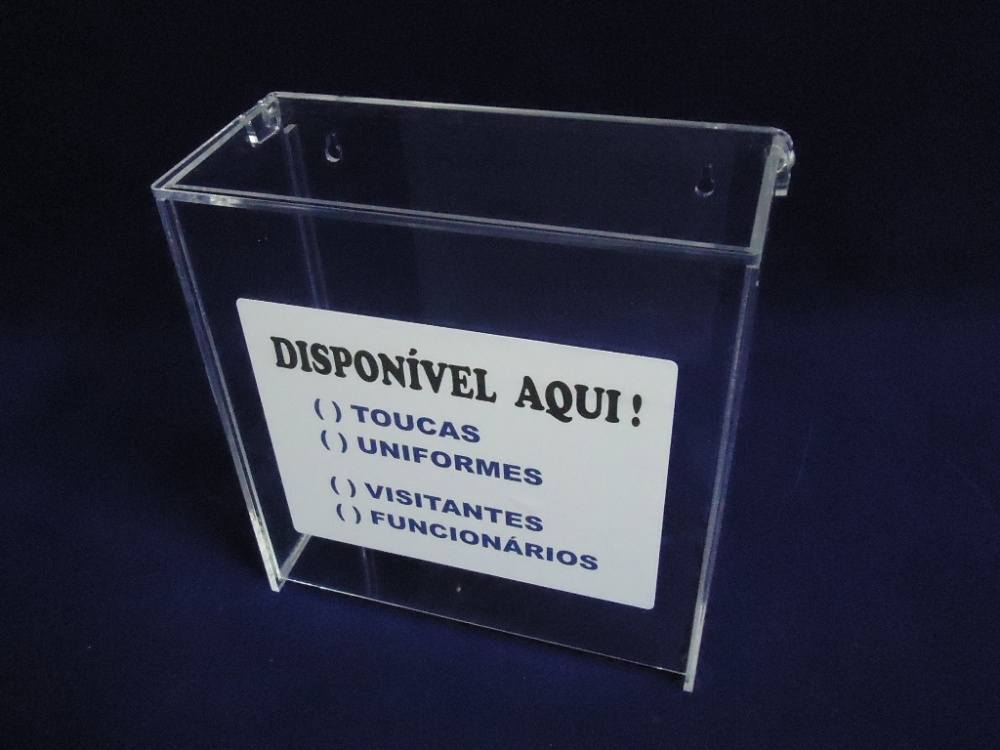 DISPONÍVEL AQUI!
( ) TOUCAS
( ) UNIFORMES
( ) VISITANTES
( ) FUNCIONÁRIOS